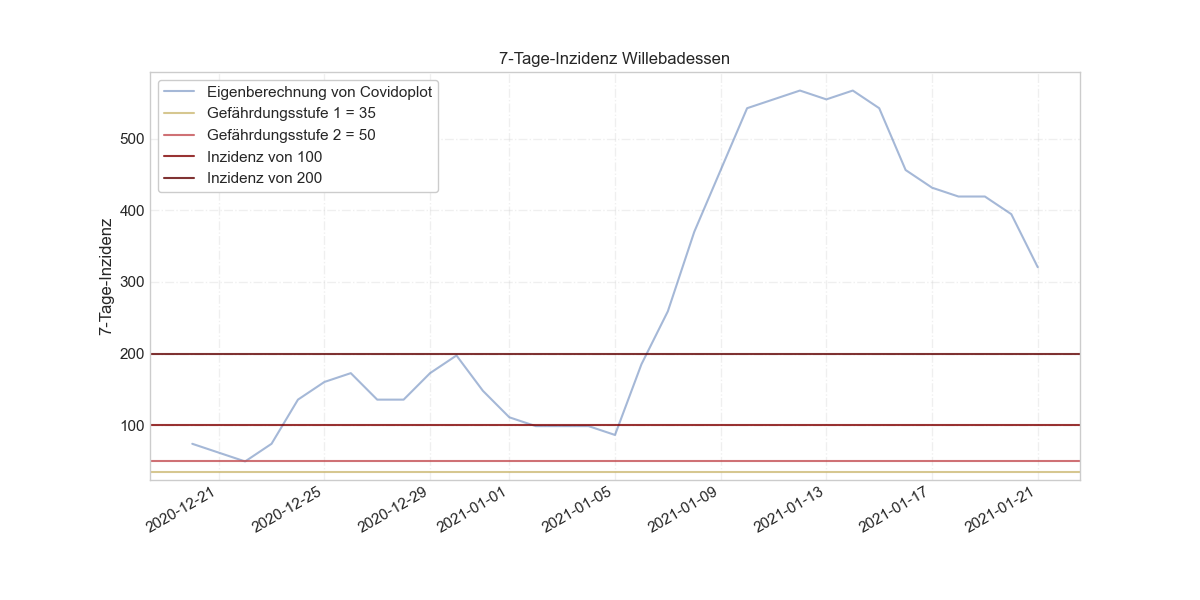 7-Tage-Inzidenz Willebadessen
Eigenberechnung von Covidoplot
Gefährdungsstufe 1 = 35
Gefährdungsstufe 2 = 50
Inzidenz von 100
Inzidenz von 200
7-Tage-Inzidenz
500
400
300
200
100
2020-12-21
2020-12-25
2020-12-29
2021-01-01
2021-01-05
2021-01-09
2021-01-13
2021-01-17
2021-01-21